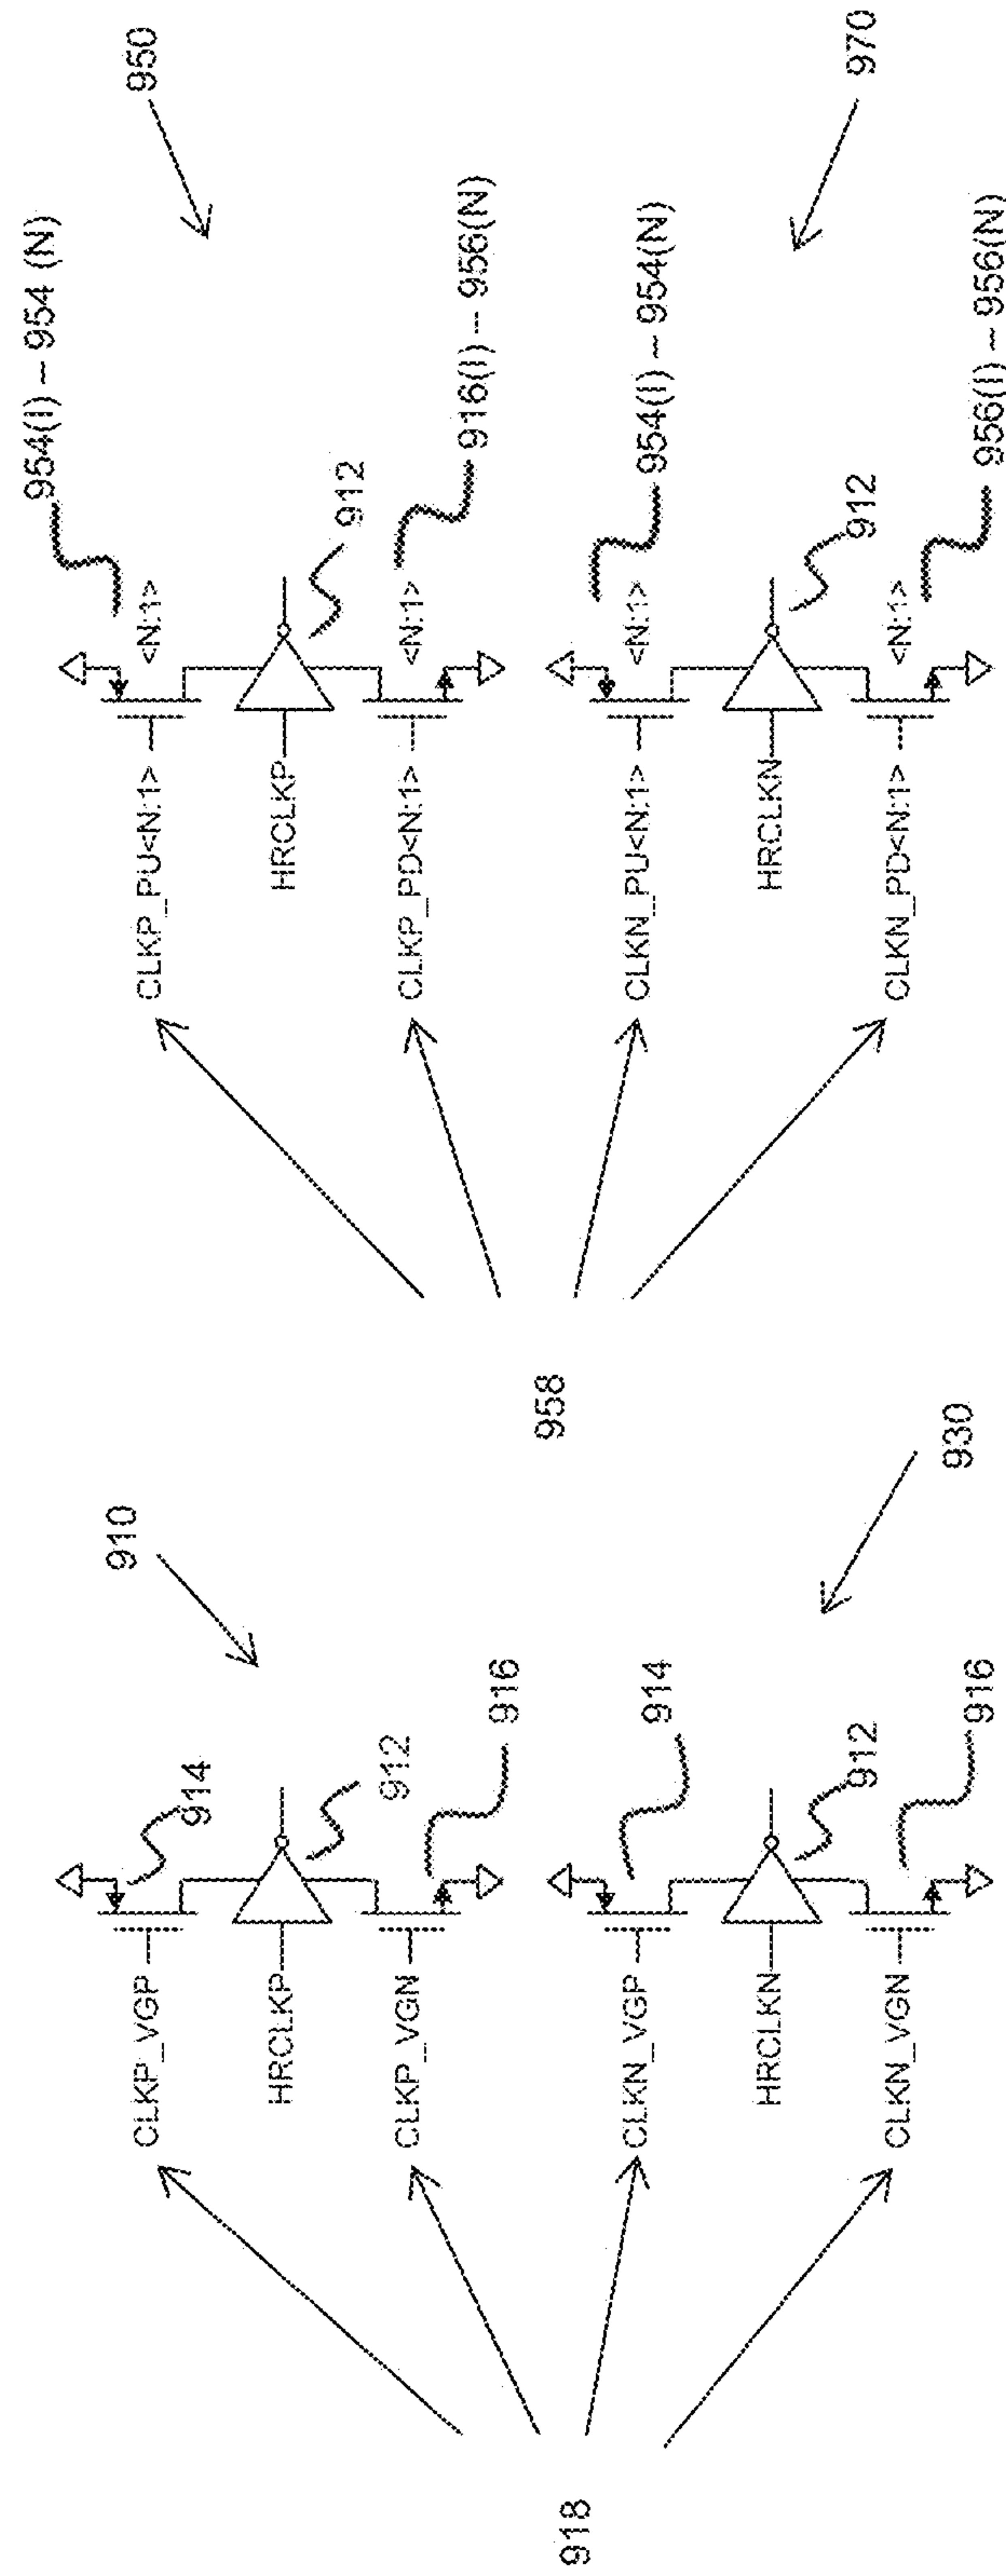 910
914
CLKP_VGP
HRCLKP
912
CLKP_VGN
916
918
914
CLKN_VGP
HRCLKN
912
CLKN_VGN
916
930
950
954(I) – 954 (N)
CLKP_PU<N:1>
<N:1>
HRCLKP
912
CLKP_PD<N:1>
<N:1>
916(I) – 956(N)
958
954(I) – 954(N)
CLKN_PU<N:1>
<N:1>
HRCLKN
912
CLKN_PD<N:1>
<N:1>
956(I) – 956(N)
970